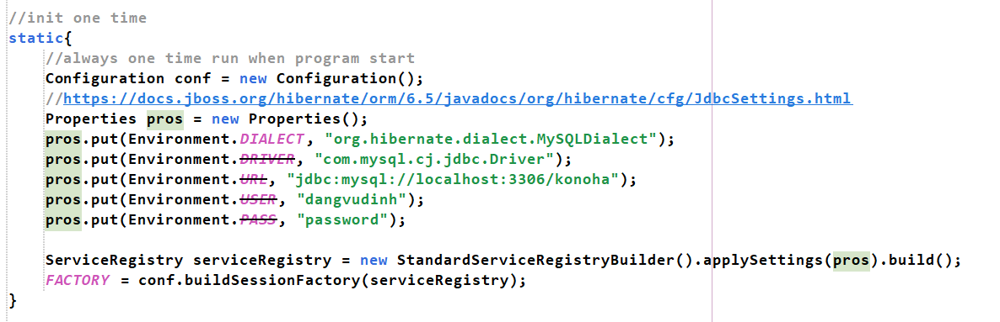 //init one time
static{
//always one time run when program start
Configuration conf = new Configuration();
//https://docs.jboss.org/hibernate/orm/6.5/javadocs/org/hibernate/cfg/JdbcSettings.html
Properties pros = new Properties();
pros.put(Environment.DIALECT, "org.hibernate.dialect.MySQLDialect");
pros.put(Environment.DRIVER, "com.mysql.cj.jdbc.Driver");
pros.put(Environment.URL, "jdbc:mysql://localhost:3306/konoha");
pros.put(Environment.USER, "dangvudinh");
pros.put(Environment.PASS, "password");
ServiceRegistry serviceRegistry = new StandardServiceRegistryBuilder().applySettings(pros).build();
FACTORY = conf.buildSessionFactory(serviceRegistry);
}